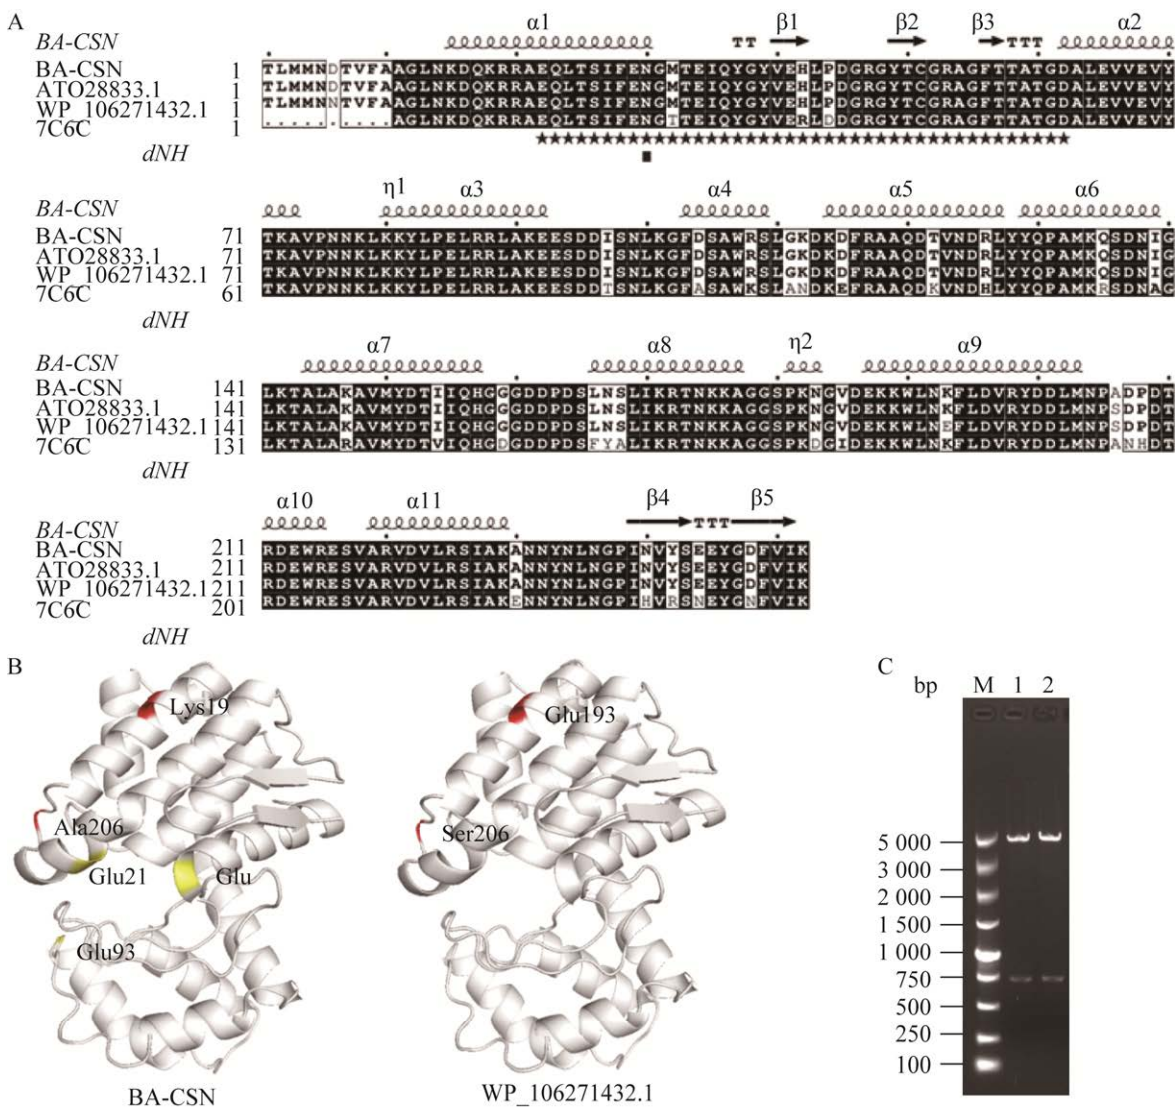 A
α1 β1 β2 β3 α2
BA-CSN TT TTT
BA-CSN 1 TLMMNDTVFAAGLNKDQKRRAEQLTSIFENGMTEIQYGYVEHLPDGRGYTCGRAGFTTATGDALEVVEVY
ATO28833.1 1 TLMMNDTVFAAGLNKDQKRRAEQLTSIFENGMTEIQYGYVEHLPDGRGYTCGRAGFTTATGDALEVVEVY
WP_106271432.1 1 TLMMNNTVFAAGLNKDQKRRAEQLTSIFENGMTEIQYGYVEHLPDGRGYTCGRAGFTTATGDALEVVEVY
7C6C 1 ..........AGLNKDQKRRAEQLTSIFENGTTEIQYGYVERLDDGRGYTCGRAGFTTATGDALEVVEVY
dNH
η1 α3 α4 α5 α6
BA-CSN
BA-CSN 71 TKAVPNNKLKKYLPELRRLAKEESDDISNLKGFDSAWRSLGKDKDFRAAQDTVNDRLYYQPAMKQSDNIG
ATO28833.1 71 TKAVPNNKLKKYLPELRRLAKEESDDISNLKGFDSAWRSLGKDKDFRAAQDTVNDRLYYQPAMKQSDNIG
WP_106271432.1 71 TKAVPNNKLKKYLPELRRLAKEESDDISNLKGFDSAWRSLGKDKDFRAAQDTVNDRLYYQPAMKQSDNIG
7C6C 61 TKAVPNNKLKKYLPELRRLAKEESDDTSNLKGFASAWKSLANDKEFRAAQDKVNDHLYYQPAMKRSDNAG
dNH
α7 α8 η2 α9
BA-CSN
BA-CSN 141 LKTALAKAVMYDTIIQHGGGDDPDSLNSLIKRTNKKAGGSPKNGVDEKKWLNKFLDVRYDDLMNPADPDT
ATO28833.1 141 LKTALAKAVMYDTIIQHGGGDDPDSLNSLIKRTNKKAGGSPKNGVDEKKWLNKFLDVRYDDLMNPSDPDT
WP_106271432.1 141 LKTALAKAVMYDTIIQHGGGDDPDSLNSLIKRTNKKAGGSPKNGVDEKKWLNEFLDVRYDDLMNPSDPDT
7C6C 131 LKTALARAVMYDTVIQHGDGDDPDSFYALIKRTNKKAGGSPKDGIDEKKWLNKFLDVRYDDLMNPANHDT
dNH
α10 α11 β4 β5
BA-CSN TTT
BA-CSN 211 RDEWRESVARVDVLRSIAKANNYNLNGPINVYSEEYGDFVIK
ATO28833.1 211 RDEWRESVARVDVLRSIAKANNYNLNGPINVYSEEYGDFVIK
WP_106271432.1 211 RDEWRESVARVDVLRSIAKANNYNLNGPINVYSEEYGDFVIK
7C6C 201 RDEWRESVARVDVLRSIAKENNYNLNGPIHVRSNEYGNFVIK
dNH
B
Lys19
Ala206
Glu21
Glu
Glu93
BA-CSN
Glu193
Ser206
WP_106271432.1
C
bp M 1 2
5 000
3 000
2 000
1 500
1 000
750
500
250
100